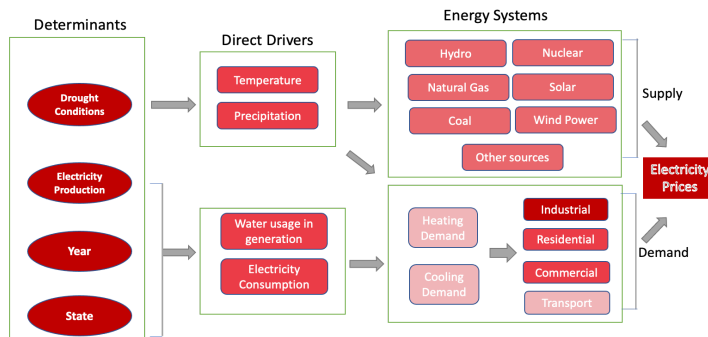 Determinants
Direct Drivers
Energy Systems
Drought
Conditions
Electricity
Production
Year
State
Temperature
Precipitation
Water usage in
generation
Electricity
Consumption
Hydro
Nuclear
Natural Gas
Solar
Coal
Wind Power
Other sources
Heating
Demand
Cooling
Demand
Industrial
Residential
Commercial
Transport
Supply
Demand
Electricity
Prices